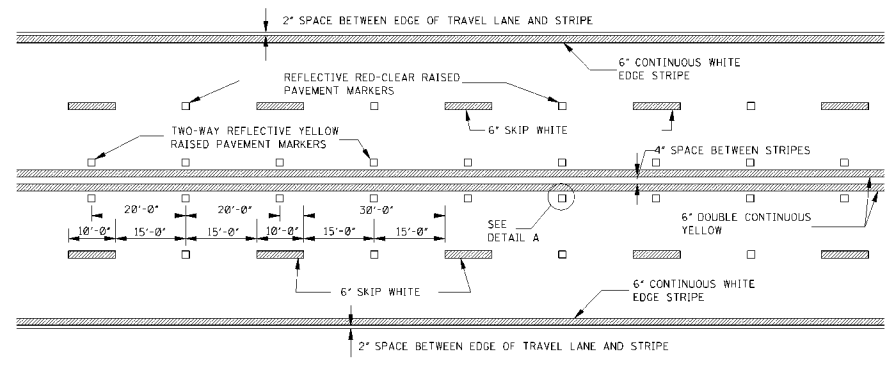 2" SPACE BETWEEN EDGE OF TRAVEL LANE AND STRIPE
6" CONTINUOUS WHITE
EDGE STRIPE
REFLECTIVE RED-CLEAR RAISED
PAVEMENT MARKERS
TWO-WAY REFLECTIVE YELLOW
RAISED PAVEMENT MARKERS
6" SKIP WHITE
4" SPACE BETWEEN STRIPES
20'-0" 20'-0" 30'-0"
10'-0" 15'-0" 15'-0" 10'-0" 15'-0" 15'-0"
SEE
DETAIL A
6" DOUBLE CONTINUOUS
YELLOW
6" SKIP WHITE
6" CONTINUOUS WHITE
EDGE STRIPE
2" SPACE BETWEEN EDGE OF TRAVEL LANE AND STRIPE